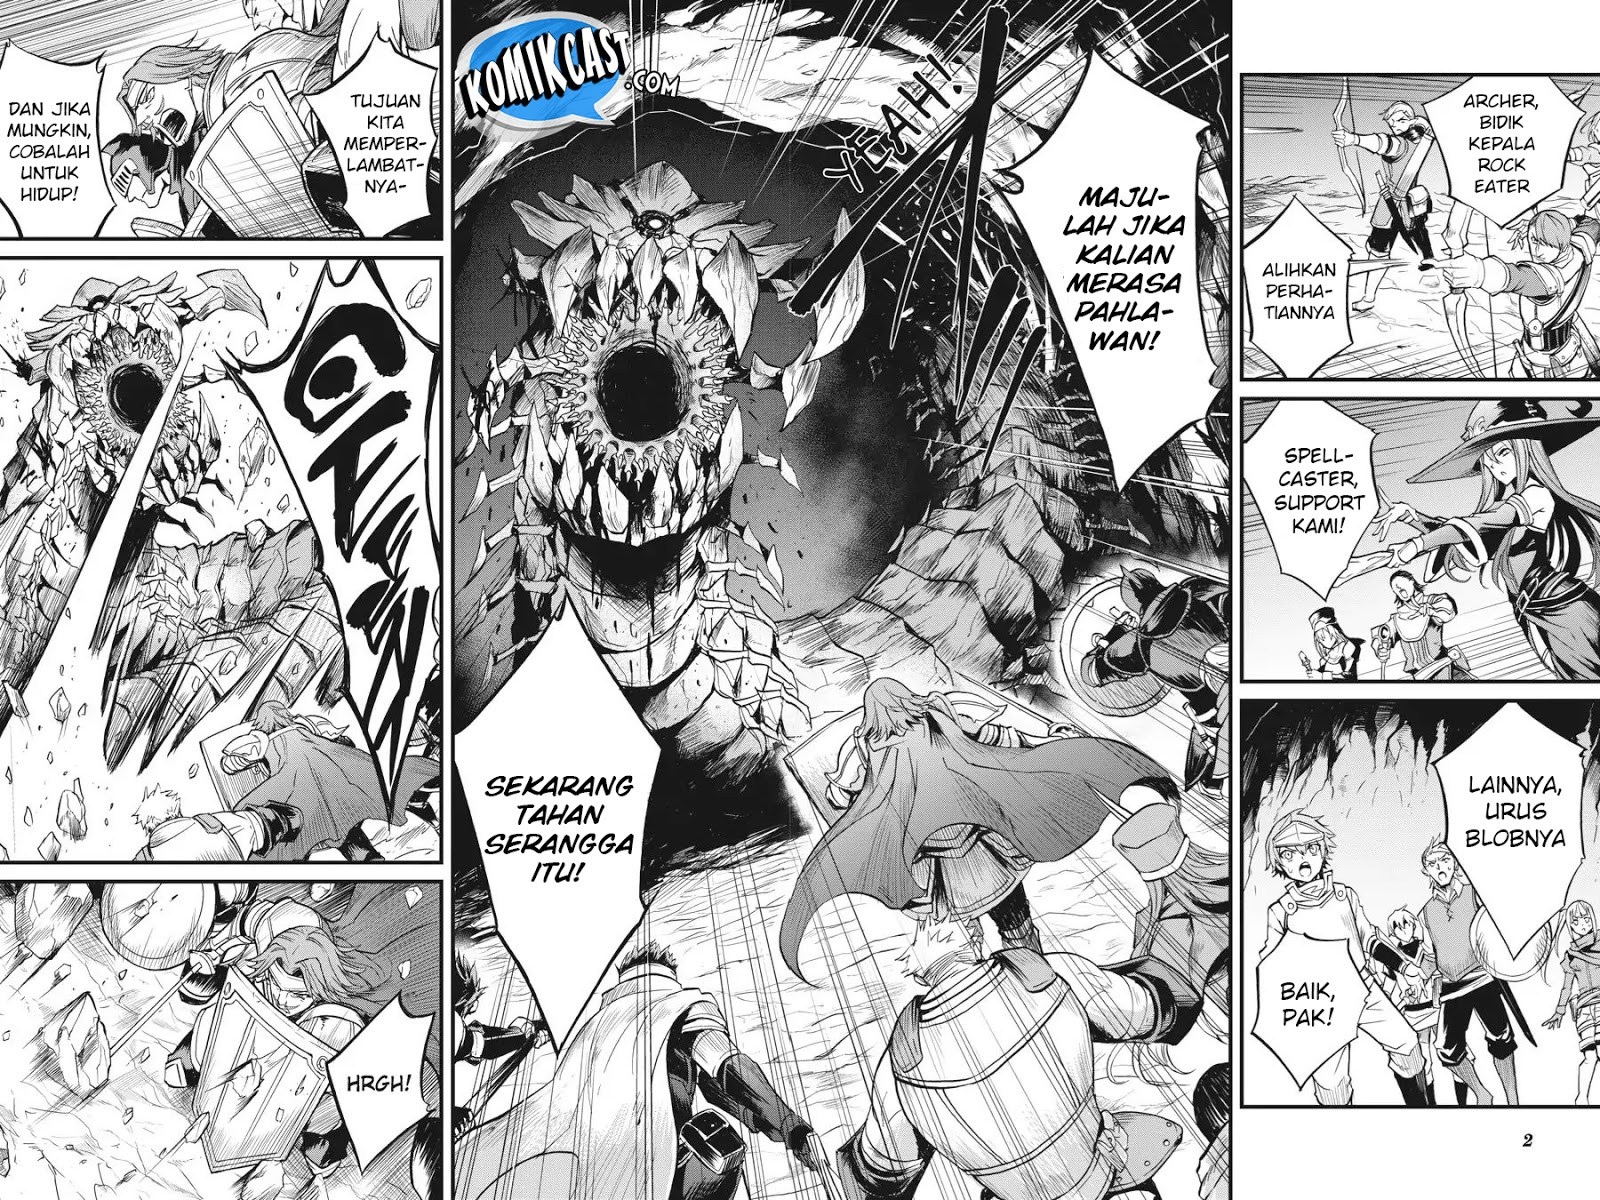 ARCHER,
BIDIK
KEPALA
ROCK
EATER
ALIHKAN
PERHA-
TIANNYA
SPELL-
CASTER,
SUPPORT
KAMI!
LAINNYA,
URUS
BLOBNYA
BAIK,
PAK!
2
KOMIKCAST
.COM
YEAH!!
MAJU-
LAH JIKA
KALIAN
MERASA
PAHLA-
WAN!
SEKARANG
TAHAN
SERANGGA
ITU!
TUJUAN
KITA
MEMPER-
LAMBAT-
NYA-
DAN JIKA
MUNGKIN,
COBALAH
UNTUK
HIDUP!
HRGH!